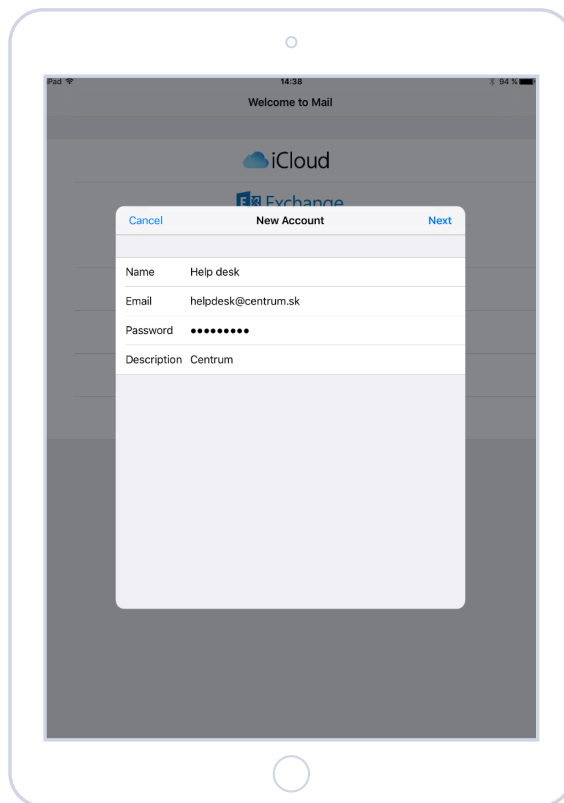 iPad 14:38 94 %
Welcome to Mail
iCloud
Exchange
Cancel New Account Next
Name Help desk
Email helpdesk@centrum.sk
Password ●●●●●●●●●
Description Centrum